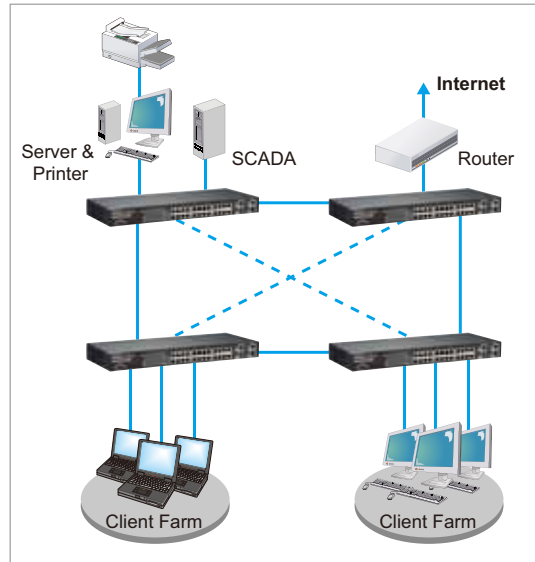 Internet
Server &
Printer
SCADA
Router
Client Farm
Client Farm